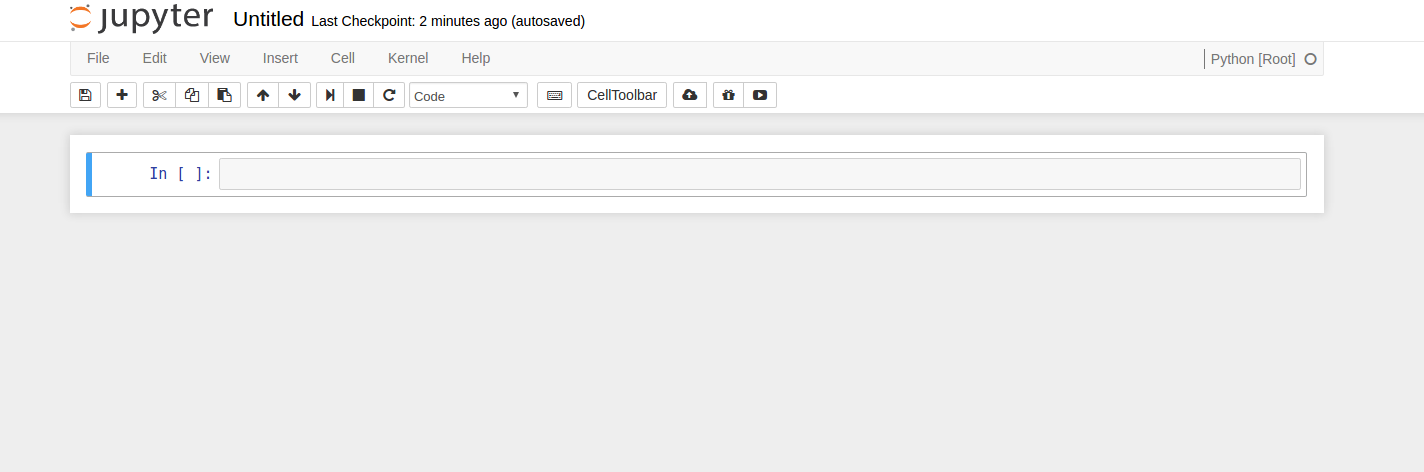 jupyter Untitled Last Checkpoint: 2 minutes ago (autosaved)
File Edit View Insert Cell Kernel Help Python [Root]
Code CellToolbar
In [ ]: